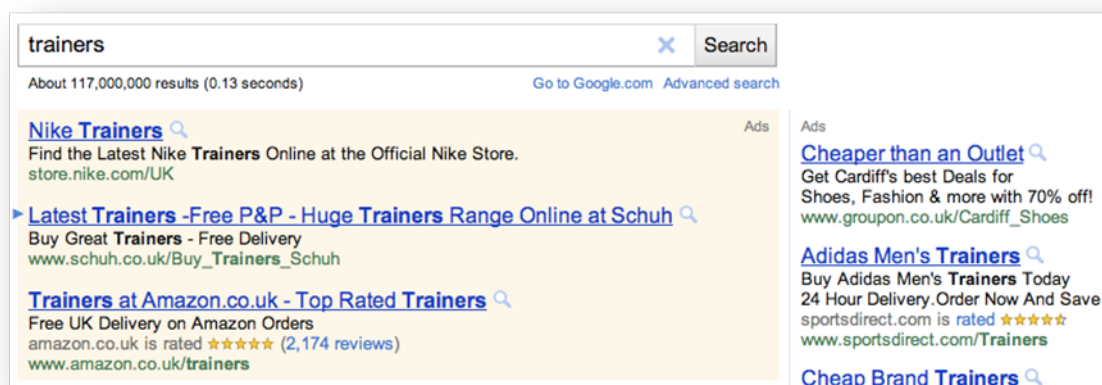 trainers
Search
About 117,000,000 results (0.13 seconds)
Go to Google.com Advanced search
Ads
Nike Trainers
Find the Latest Nike Trainers Online at the Official Nike Store.
store.nike.com/UK
Latest Trainers -Free P&P - Huge Trainers Range Online at Schuh
Buy Great Trainers - Free Delivery
www.schuh.co.uk/Buy_Trainers_Schuh
Trainers at Amazon.co.uk - Top Rated Trainers
Free UK Delivery on Amazon Orders
amazon.co.uk is rated ★★★★★ (2,174 reviews)
www.amazon.co.uk/trainers
Ads
Cheaper than an Outlet
Get Cardiff's best Deals for
Shoes, Fashion & more with 70% off!
www.groupon.co.uk/Cardiff_Shoes
Adidas Men's Trainers
Buy Adidas Men's Trainers Today
24 Hour Delivery.Order Now And Save
sportsdirect.com is rated ★★★★★
www.sportsdirect.com/Trainers
Cheap Brand Trainers